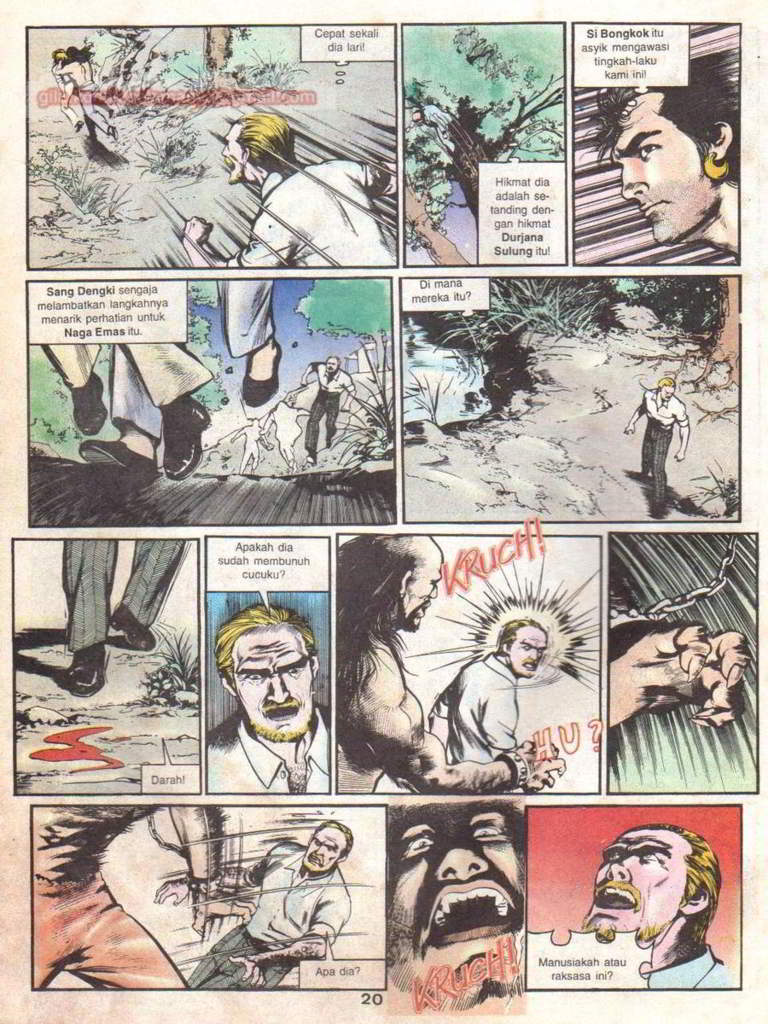 Cepat sekali
dia lari!
Hikmat dia
adalah se-
tanding den-
gan hikmat
Durjana
Sulung itu!
Si Bongkok itu
asyik mengawasi
tingkah-laku
kami ini!
Sang Dengki sengaja
melambatkan langkahnya
menarik perhatian untuk
Naga Emas itu.
Di mana
mereka itu?
Darah!
Apakah dia
sudah membunuh
cucuku?
KRUCH!
HU?
Apa dia?
KRUCH!
Manusiakah atau
raksasa ini?
20